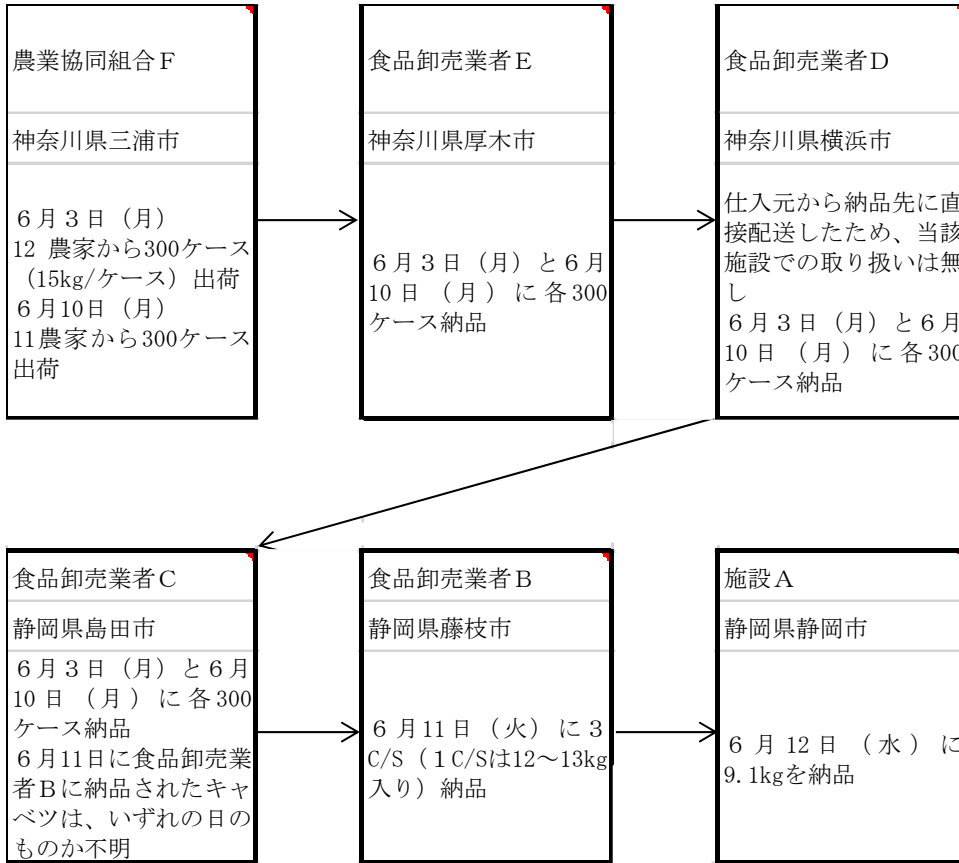 農業協同組合Ｆ
神奈川県三浦市
６月３日（月）
12 農家から300ケース
（15kg/ケース）出荷
６月10日（月）
11農家から300ケース
出荷
食品卸売業者Ｅ
神奈川県厚木市
６月３日（月）と６月
10日（月）に各300
ケース納品
食品卸売業者Ｄ
神奈川県横浜市
仕入元から納品先に直
接配送したため、当該
施設での取り扱いは無
し
６月３日（月）と６月
10日（月）に各300
ケース納品
食品卸売業者Ｃ
静岡県島田市
６月３日（月）と６月
10日（月）に各300
ケース納品
６月11日に食品卸売業
者Ｂに納品されたキャ
ベツは、いずれの日の
ものか不明
食品卸売業者Ｂ
静岡県藤枝市
６月11日（火）に３
C/S（１C/Sは12～13kg
入り）納品
施設Ａ
静岡県静岡市
６月12日（水）に
9.1kgを納品